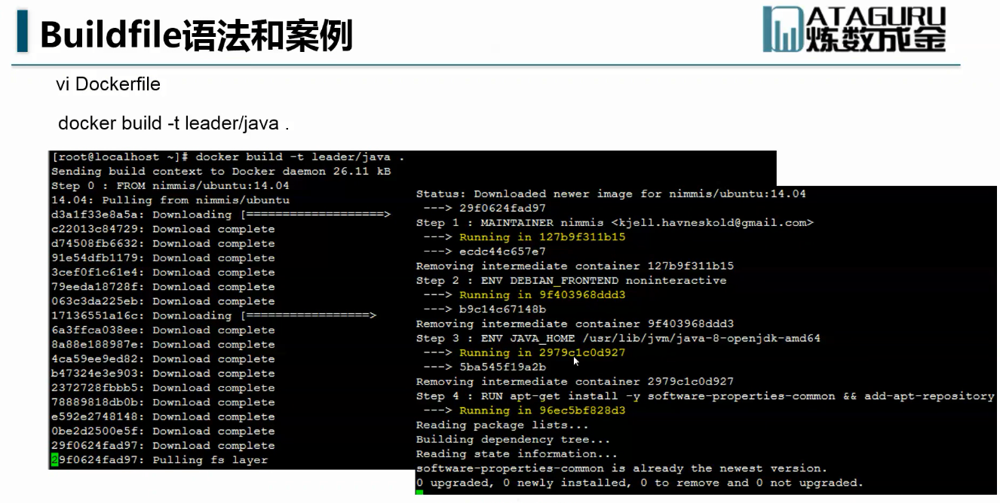 Buildfile语法和案例
ATAGURU
炼数成金
vi Dockerfile
docker build -t leader/java .
[root@localhost ~]# docker build -t leader/java .
Sending build context to Docker daemon 26.11 kB
Step 0 : FROM nimmis/ubuntu:14.04
14.04: Pulling from nimmis/ubuntu
d3a1f33e8a5a: Downloading [===================>
c22013c84729: Download complete
d74508fb6632: Download complete
91e54dfb1179: Download complete
3cef0f1c61e4: Download complete
79eeda18728f: Download complete
063c3da225eb: Download complete
17136551a16c: Downloading [=================>
6a3ffca038ee: Download complete
8a88e188987e: Download complete
4ca59ee9ed82: Download complete
b47324e3e903: Download complete
2372728fbbb5: Download complete
78889818db0b: Download complete
e592e2748148: Download complete
0be2d2500e5f: Download complete
29f0624fad97: Download complete
29f0624fad97: Pulling fs layer
Status: Downloaded newer image for nimmis/ubuntu:14.04
---> 29f0624fad97
Step 1 : MAINTAINER nimmis <kjell.havneskold@gmail.com>
---> Running in 127b9f311b15
---> ecdc44c657e7
Removing intermediate container 127b9f311b15
Step 2 : ENV DEBIAN_FRONTEND noninteractive
---> Running in 9f403968ddd3
---> b9c14c67148b
Removing intermediate container 9f403968ddd3
Step 3 : ENV JAVA_HOME /usr/lib/jvm/java-8-openjdk-amd64
---> Running in 2979c1c0d927
---> 5ba545f19a2b
Removing intermediate container 2979c1c0d927
Step 4 : RUN apt-get install -y software-properties-common && add-apt-repository
---> Running in 96ec5bf828d3
Reading package lists...
Building dependency tree...
Reading state information...
software-properties-common is already the newest version.
0 upgraded, 0 newly installed, 0 to remove and 0 not upgraded.